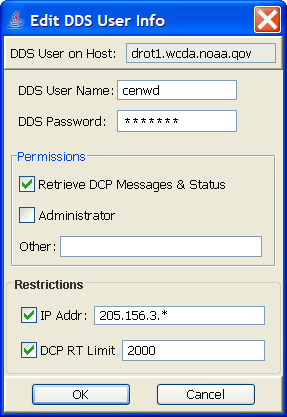 Edit DDS User Info
DDS User on Host: drot1.wcda.noaa.gov
DDS User Name: cenwd
DDS Password: *******
Permissions
Retrieve DCP Messages & Status
Administrator
Other:
Restrictions
IP Addr: 205.156.3.*
DCP RT Limit 2000
OK Cancel